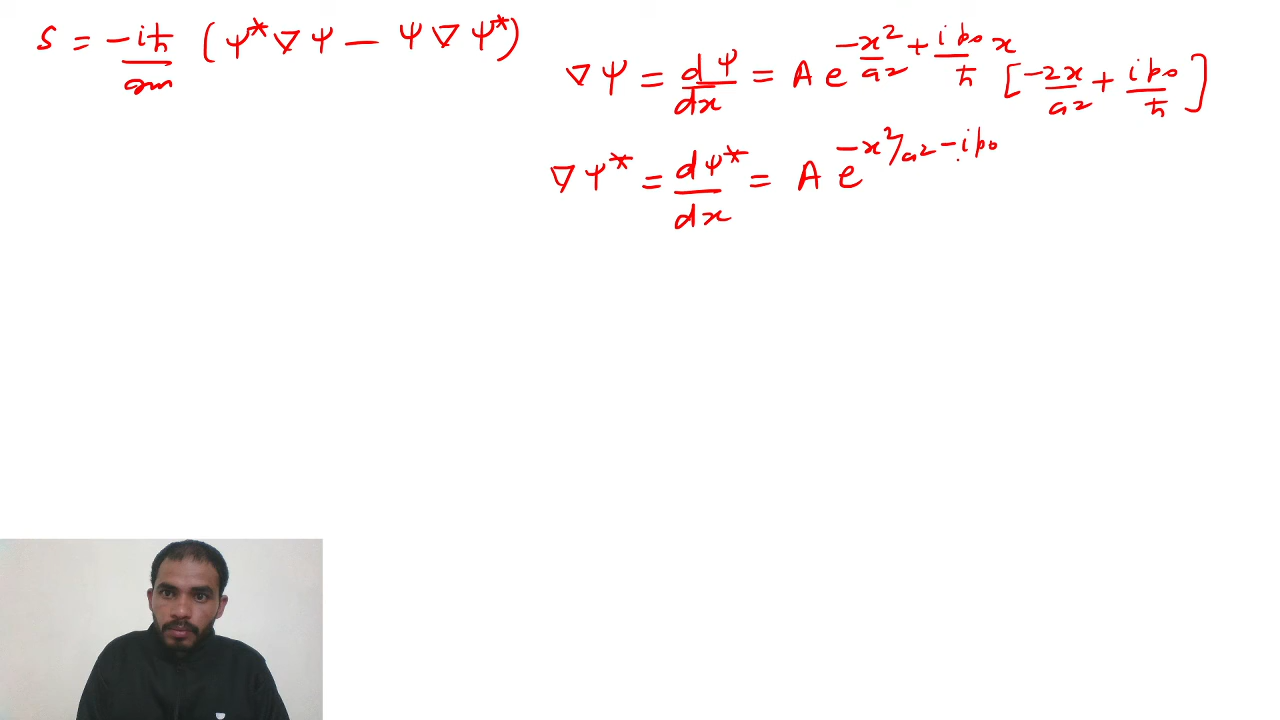 S = -iħ/2m (ψ* ∇ ψ — ψ ∇ ψ*)
∇ ψ = dψ/dx = A e^(-x²/a² + ip₀x/ħ) [-2x/a² + ip₀/ħ]
∇ ψ* = dψ*/dx = A e^(-x²/a² - ip₀